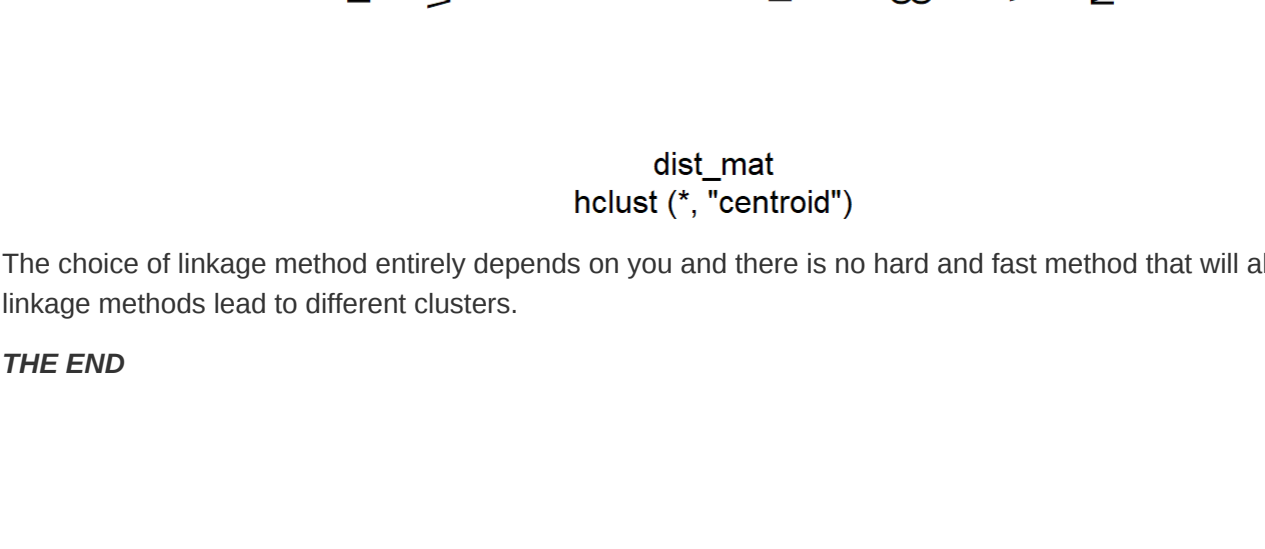 dist_mat
hclust (*, "centroid")
The choice of linkage method entirely depends on you and there is no hard and fast method that will
linkage methods lead to different clusters.
THE END